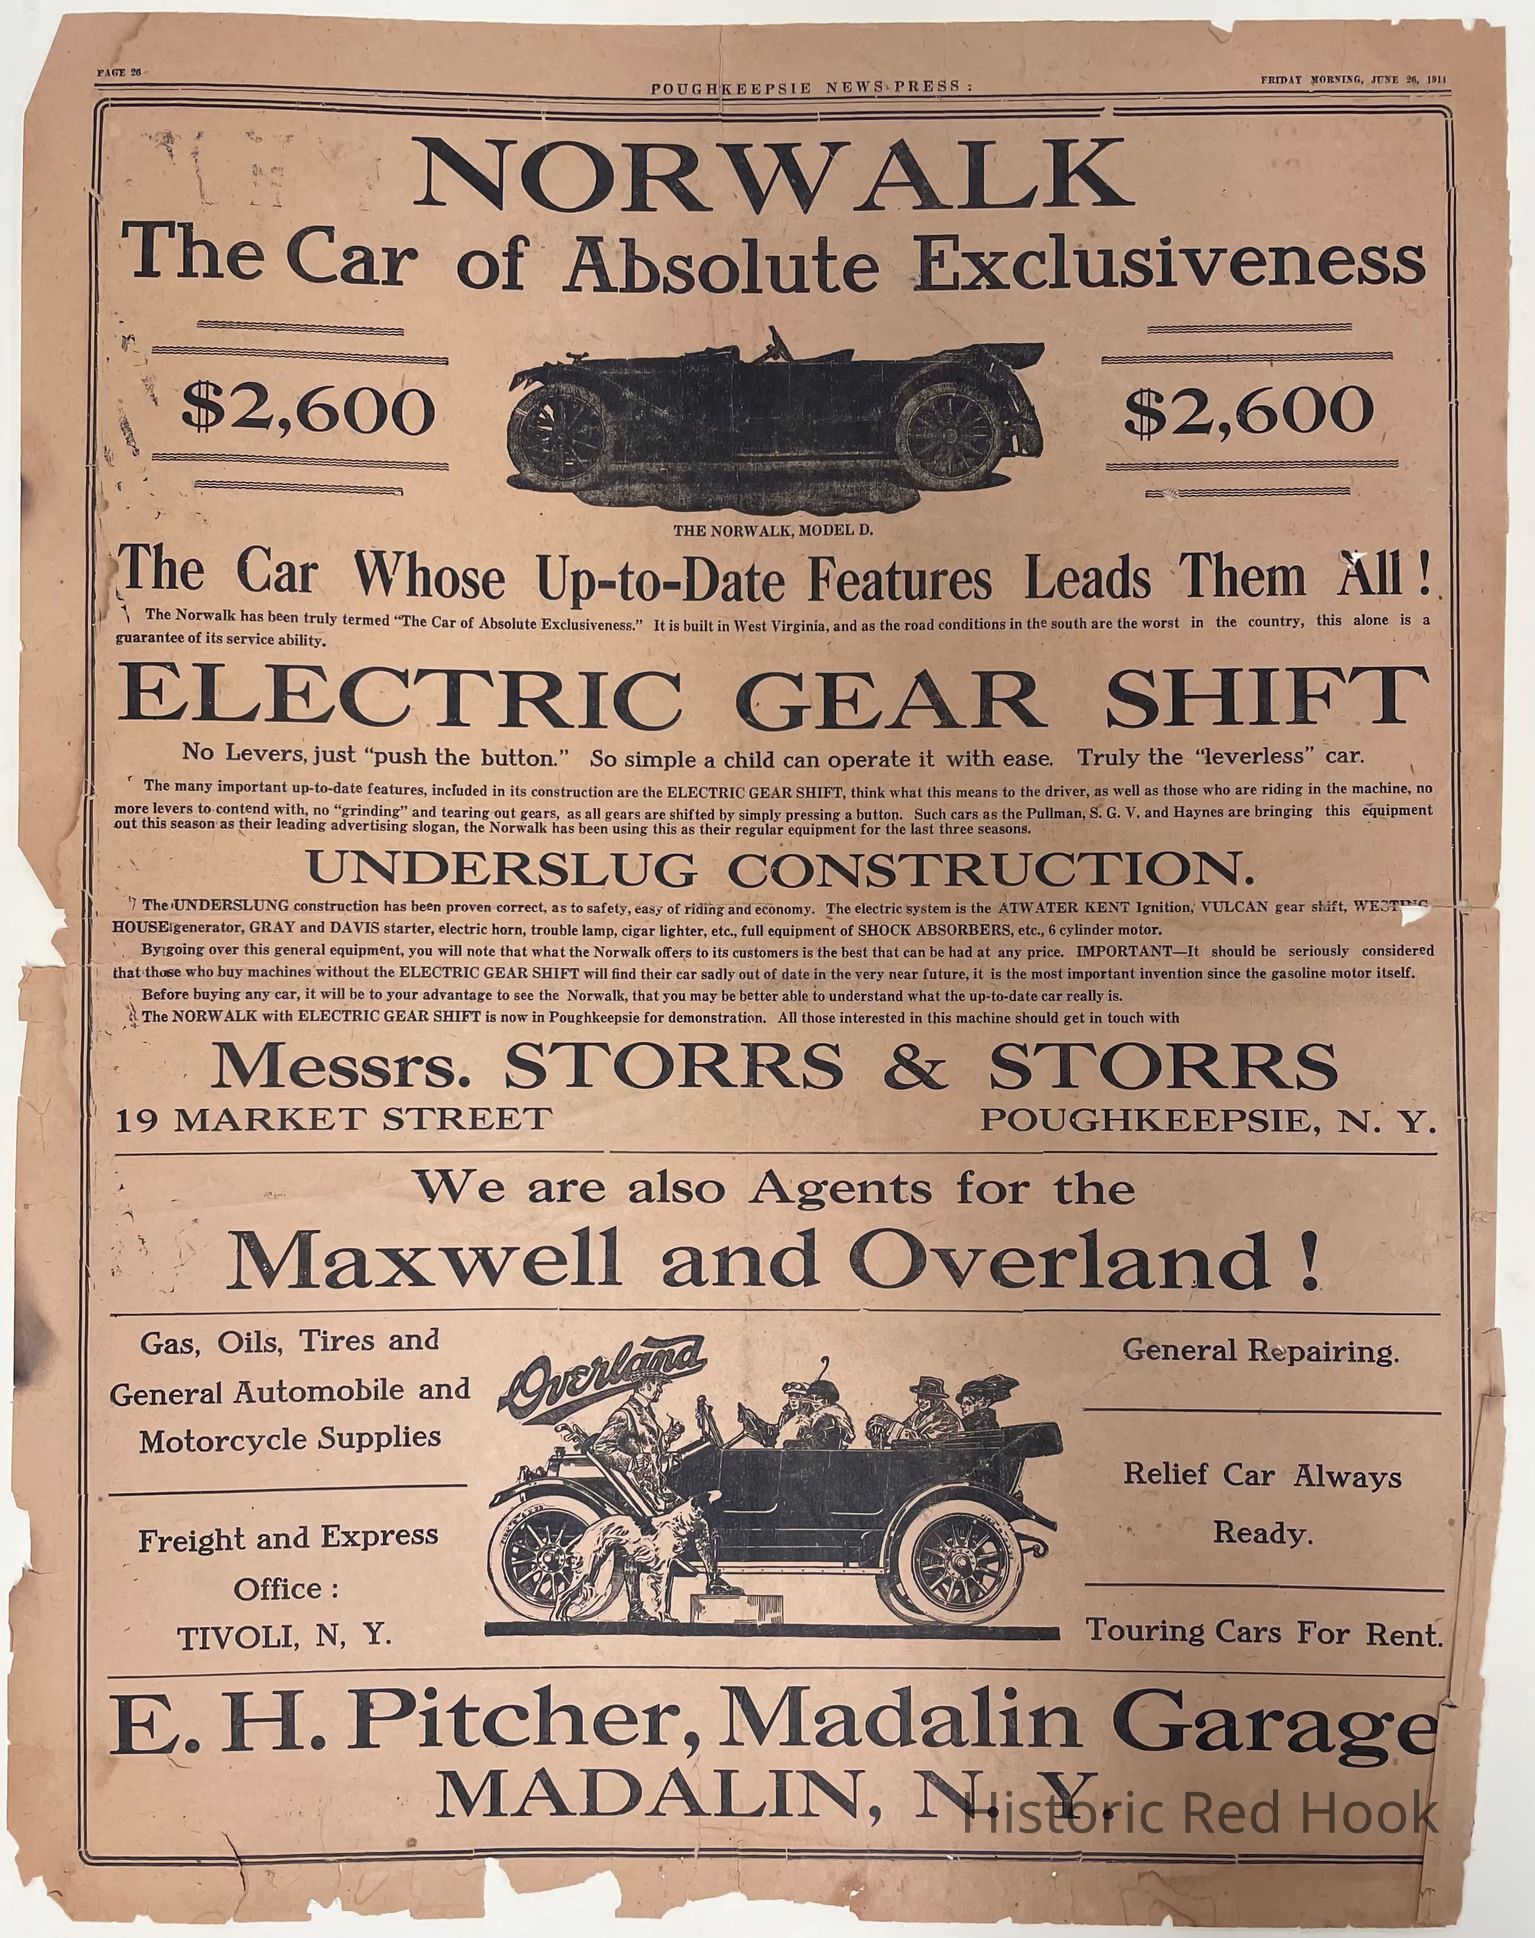 PAGE 26
POUGHKEEPSIE NEWS-PRESS :
FRIDAY MORNING, JUNE 26, 1914
NORWALK
The Car of Absolute Exclusiveness
$2,600
$2,600
THE NORWALK, MODEL D.
The Car Whose Up-to-Date Features Leads Them All !
The Norwalk has been truly termed “The Car of Absolute Exclusiveness.” It is built in West Virginia, and as the road conditions in the south are the worst in the country, this alone is a
guarantee of its service ability.
ELECTRIC GEAR SHIFT
No Levers, just “push the button.” So simple a child can operate it with ease. Truly the “leverless” car.
The many important up-to-date features, included in its construction are the ELECTRIC GEAR SHIFT, think what this means to the driver, as well as those who are riding in the machine, no
more levers to contend with, no “grinding” and tearing out gears, as all gears are shifted by simply pressing a button. Such cars as the Pullman, S. G. V. and Haynes are bringing this equipment
out this season as their leading advertising slogan, the Norwalk has been using this as their regular equipment for the last three seasons.
UNDERSLUG CONSTRUCTION.
The UNDERSLUNG construction has been proven correct, as to safety, easy of riding and economy. The electric system is the ATWATER KENT Ignition, VULCAN gear shift, WESTING
HOUSE generator, GRAY and DAVIS starter, electric horn, trouble lamp, cigar lighter, etc., full equipment of SHOCK ABSORBERS, etc., 6 cylinder motor.
By going over this general equipment, you will note that what the Norwalk offers to its customers is the best that can be had at any price. IMPORTANT—It should be seriously considered
that those who buy machines without the ELECTRIC GEAR SHIFT will find their car sadly out of date in the very near future, it is the most important invention since the gasoline motor itself.
Before buying any car, it will be to your advantage to see the Norwalk, that you may be better able to understand what the up-to-date car really is.
The NORWALK with ELECTRIC GEAR SHIFT is now in Poughkeepsie for demonstration. All those interested in this machine should get in touch with
Messrs. STORRS & STORRS
19 MARKET STREET
POUGHKEEPSIE, N. Y.
We are also Agents for the
Maxwell and Overland !
Gas, Oils, Tires and
General Automobile and
Motorcycle Supplies
Freight and Express
Office :
TIVOLI, N, Y.
Overland
General Repairing.
Relief Car Always
Ready.
Touring Cars For Rent.
E. H. Pitcher, Madalin Garage
MADALIN, N. Y.
Historic Red Hook